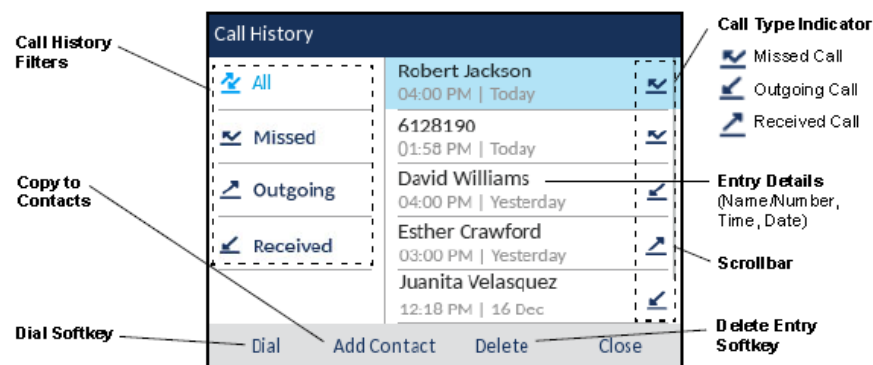 Call History
Filters
Copy to
Contacts
Dial Softkey
Call History
All
Missed
Outgoing
Received
Robert Jackson
04:00 PM | Today
6128190
01:58 PM | Today
David Williams
04:00 PM | Yesterday
Esther Crawford
03:00 PM | Yesterday
Juanita Velasquez
12:18 PM | 16 Dec
Dial Add Contact Delete Close
Call Type Indicator
Missed Call
Outgoing Call
Received Call
Entry Details
(Name/Number,
Time, Date)
Scrollbar
Delete Entry
Softkey